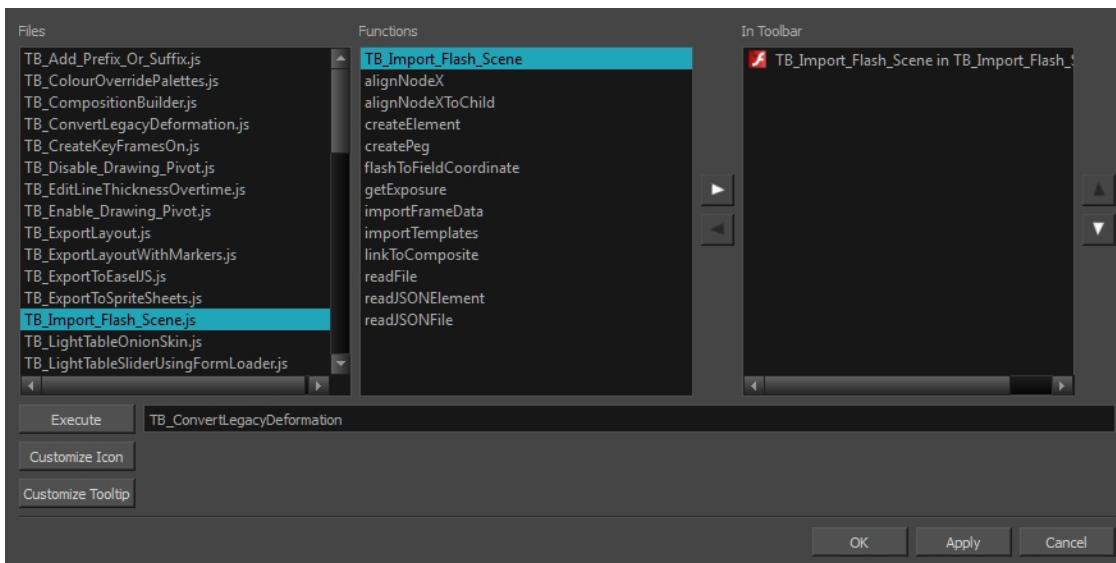 Files
TB_Add_Prefix_Or_Suffix.js
TB_ColourOverridePalettes.js
TB_CompositionBuilder.js
TB_ConvertLegacyDeformation.js
TB_CreateKeyFramesOn.js
TB_Disable_Drawing_Pivot.js
TB_EditLineThicknessOvertime.js
TB_Enable_Drawing_Pivot.js
TB_ExportLayout.js
TB_ExportLayoutWithMarkers.js
TB_ExportToEaselJS.js
TB_ExportToSpriteSheets.js
TB_Import_Flash_Scene.js
TB_LightTableOnionSkin.js
TB_LightTableSliderUsingFormLoader.js
Functions
TB_Import_Flash_Scene
alignNodeX
alignNodeXToChild
createElement
createPeg
flashToFieldCoordinate
getExposure
importFrameData
importTemplates
linkToComposite
readFile
readJSONElement
readJSONFile
In Toolbar
TB_Import_Flash_Scene in TB_Import_Flash_S
Execute TB_ConvertLegacyDeformation
Customize Icon
Customize Tooltip
OK Apply Cancel